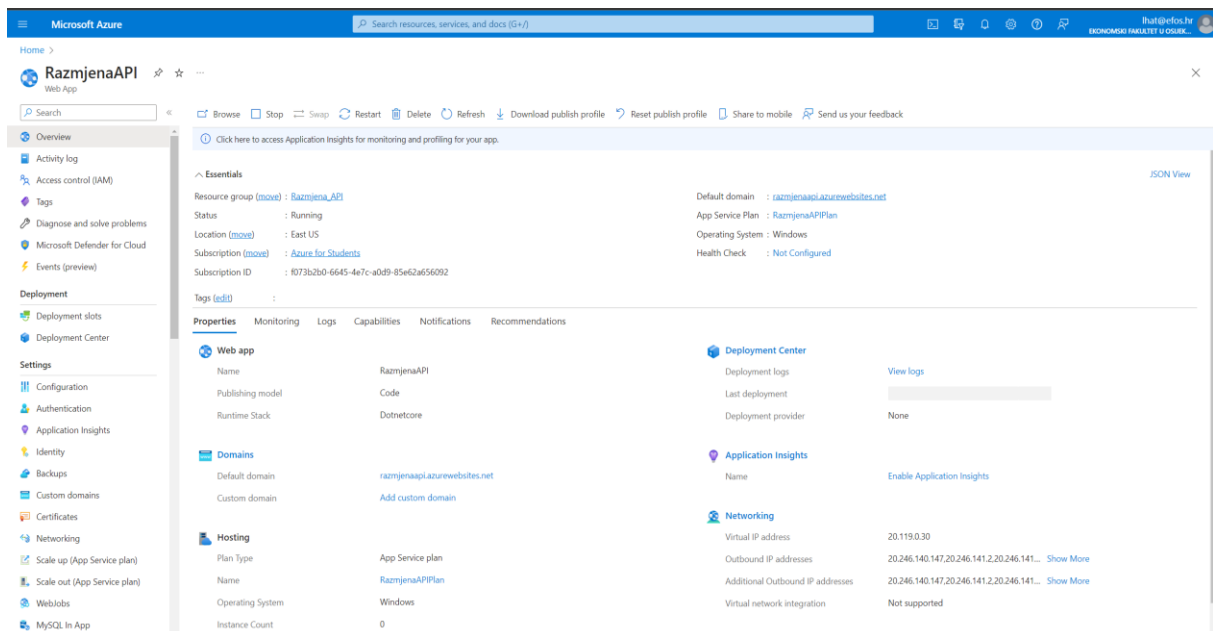 Microsoft Azure
Search resources, services, and docs (G+/)
lhat@efos.hr
EKONOMSKI FAKULTET U OSIJEK...
Home >
RazmjenaAPI
Web App
Search
Browse Stop Swap Restart Delete Refresh Download publish profile Reset publish profile Share to mobile Send us your feedback
Overview
Activity log
Access control (IAM)
Tags
Diagnose and solve problems
Microsoft Defender for Cloud
Events (preview)
Deployment
Deployment slots
Deployment Center
Settings
Configuration
Authentication
Application Insights
Identity
Backups
Custom domains
Certificates
Networking
Scale up (App Service plan)
Scale out (App Service plan)
WebJobs
MySQL In App
Click here to access Application Insights for monitoring and profiling for your app.
Essentials
JSON View
Resource group (move) : Razmjena_API
Status : Running
Location (move) : East US
Subscription (move) : Azure for Students
Subscription ID : f073b2b0-6645-4e7c-a0d9-85e62a656092
Default domain : razmjenaapi.azurewebsites.net
App Service Plan : RazmjenaAPIPlan
Operating System : Windows
Health Check : Not Configured
Tags (edit) :
Properties Monitoring Logs Capabilities Notifications Recommendations
Web app
Name RazmjenaAPI
Publishing model Code
Runtime Stack Dotnetcore
Domains
Default domain razmjenaapi.azurewebsites.net
Custom domain Add custom domain
Hosting
Plan Type App Service plan
Name RazmjenaAPIPlan
Operating System Windows
Instance Count 0
Deployment Center
Deployment logs View logs
Last deployment
Deployment provider None
Application Insights
Name Enable Application Insights
Networking
Virtual IP address 20.119.0.30
Outbound IP addresses 20.246.140.147,20.246.141.2,20.246.141... Show More
Additional Outbound IP addresses 20.246.140.147,20.246.141.2,20.246.141... Show More
Virtual network integration Not supported